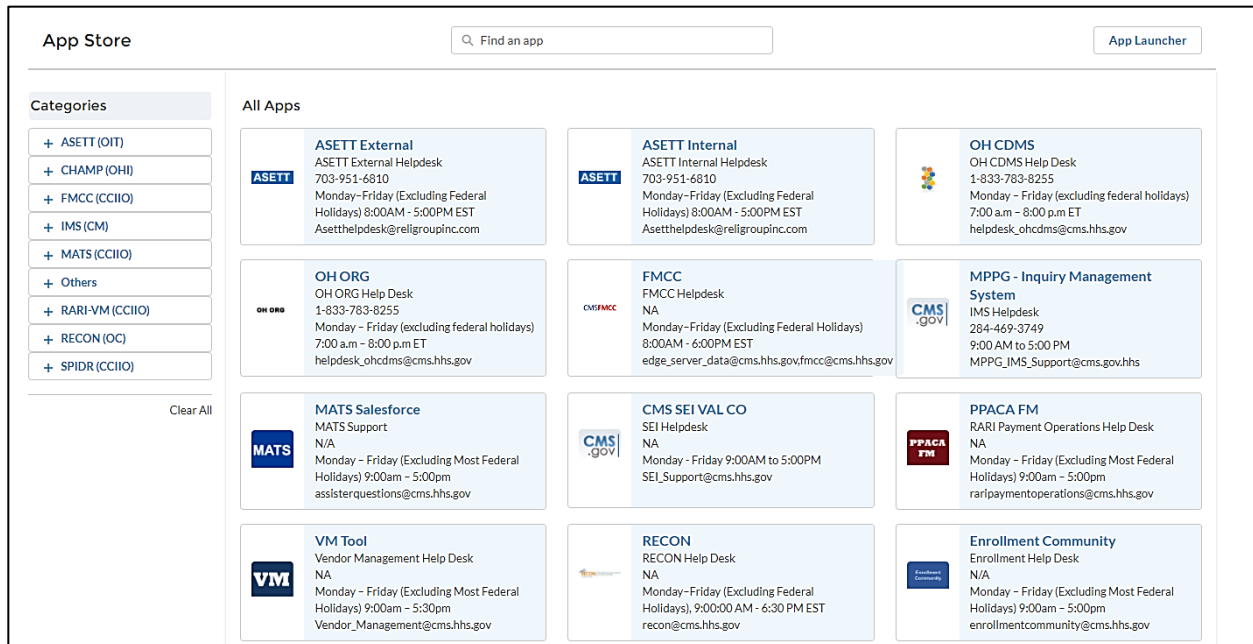 App Store
Find an app
App Launcher
Categories
+ ASETT (OIT)
+ CHAMP (OHI)
+ FMCC (CCIIO)
+ IMS (CM)
+ MATS (CCIIO)
+ Others
+ RARI-VM (CCIIO)
+ RECON (OC)
+ SPIDR (CCIIO)
Clear All
All Apps
ASETT
ASETT External
ASETT External Helpdesk
703-951-6810
Monday–Friday (Excluding Federal
Holidays) 8:00AM - 5:00PM EST
Asetthelpdesk@religroupinc.com
ASETT
ASETT Internal
ASETT Internal Helpdesk
703-951-6810
Monday–Friday (Excluding Federal
Holidays) 8:00AM - 5:00PM EST
Asetthelpdesk@religroupinc.com
OH CDMS
OH CDMS Help Desk
1-833-783-8255
Monday – Friday (excluding federal holidays)
7:00 a.m – 8:00 p.m ET
helpdesk_ohcdms@cms.hhs.gov
OH ORG
OH ORG
OH ORG Help Desk
1-833-783-8255
Monday – Friday (excluding federal holidays)
7:00 a.m – 8:00 p.m ET
helpdesk_ohcdms@cms.hhs.gov
CMSFMCC
FMCC
FMCC Helpdesk
NA
Monday–Friday (Excluding Federal Holidays)
8:00AM - 6:00PM EST
edge_server_data@cms.hhs.gov,fmcc@cms.hhs.gov
CMS
.gov
MPPG - Inquiry Management
System
IMS Helpdesk
284-469-3749
9:00 AM to 5:00 PM
MPPG_IMS_Support@cms.gov.hhs
MATS
MATS Salesforce
MATS Support
N/A
Monday – Friday (Excluding Most Federal
Holidays) 9:00am – 5:00pm
assisterquestions@cms.hhs.gov
CMS
.gov
CMS SEI VAL CO
SEI Helpdesk
NA
Monday - Friday 9:00AM to 5:00PM
SEI_Support@cms.hhs.gov
PPACA
FM
PPACA FM
RARI Payment Operations Help Desk
NA
Monday – Friday (Excluding Most Federal
Holidays) 9:00am – 5:00pm
raripaymentoperations@cms.hhs.gov
VM
VM Tool
Vendor Management Help Desk
NA
Monday – Friday (Excluding Most Federal
Holidays) 9:00am – 5:30pm
Vendor_Management@cms.hhs.gov
RECON
RECON Help Desk
NA
Monday–Friday (Excluding Federal
Holidays), 9:00:00 AM - 6:30 PM EST
recon@cms.hhs.gov
Enrollment
Community
Enrollment Community
Enrollment Help Desk
N/A
Monday – Friday (Excluding Most Federal
Holidays) 9:00am – 5:00pm
enrollmentcommunity@cms.hhs.gov